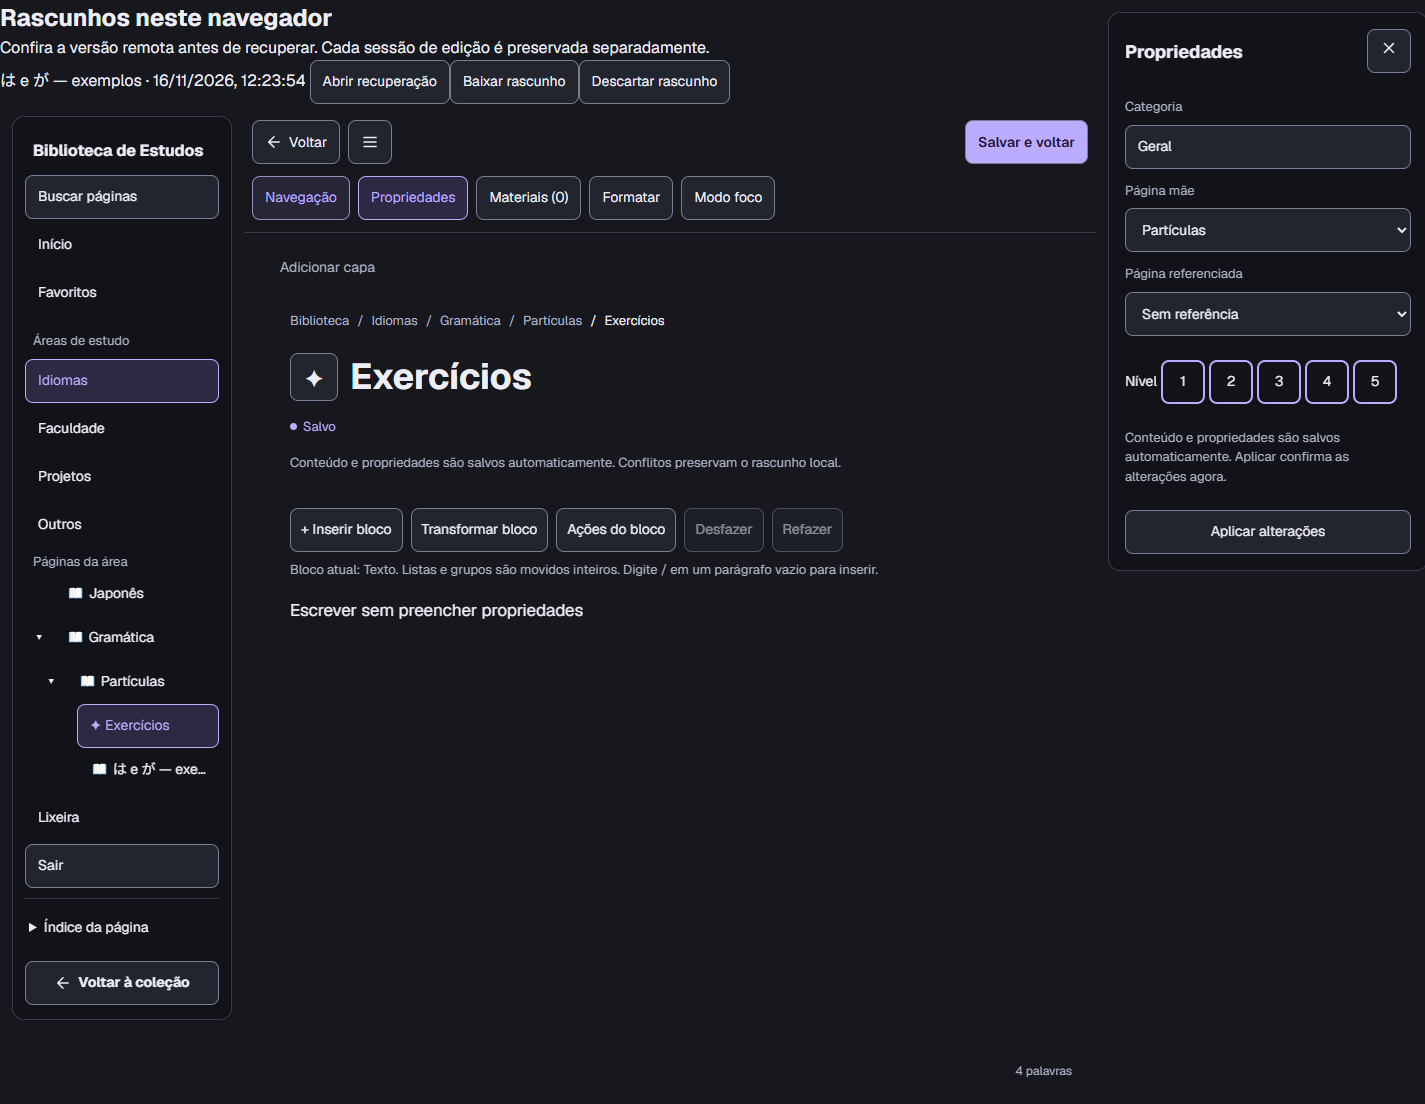 Rascunhos neste navegador
Confira a versão remota antes de recuperar. Cada sessão de edição é preservada separadamente.
は e が — exemplos · 16/11/2026, 12:23:54 Abrir recuperação Baixar rascunho Descartar rascunho
Biblioteca de Estudos
Buscar páginas
Início
Favoritos
Áreas de estudo
Idiomas
Faculdade
Projetos
Outros
Páginas da área
Japonês
Gramática
Partículas
Exercícios
は e が — exe...
Lixeira
Sair
Índice da página
Voltar à coleção
Voltar
Salvar e voltar
Navegação Propriedades Materiais (0) Formatar Modo foco
Adicionar capa
Biblioteca / Idiomas / Gramática / Partículas / Exercícios
Exercícios
Salvo
Conteúdo e propriedades são salvos automaticamente. Conflitos preservam o rascunho local.
+ Inserir bloco Transformar bloco Ações do bloco Desfazer Refazer
Bloco atual: Texto. Listas e grupos são movidos inteiros. Digite / em um parágrafo vazio para inserir.
Escrever sem preencher propriedades
4 palavras
Propriedades
Categoria
Geral
Página mãe
Partículas
Página referenciada
Sem referência
Nível 1 2 3 4 5
Conteúdo e propriedades são salvos
automaticamente. Aplicar confirma as
alterações agora.
Aplicar alterações